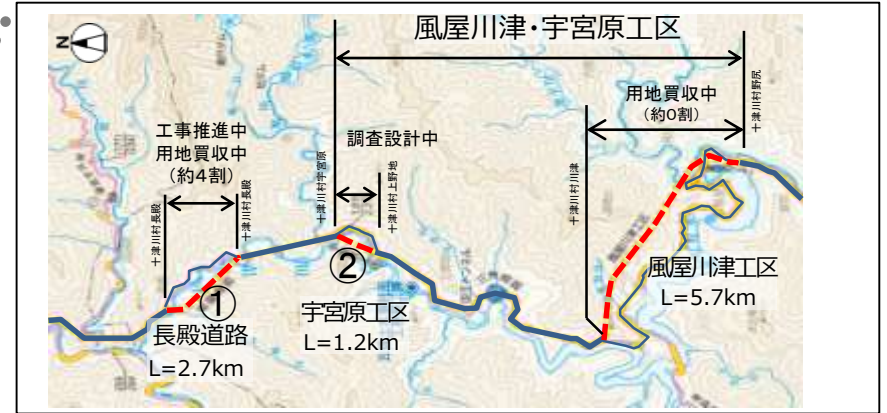 風屋川津・宇宮原工区
N
用地買収中
(約0割)
十津川村野尻
工事推進中
用地買収中
(約4割)
調査設計中
十津川村長殿
十津川村長殿
十津川村宇宮原
十津川村上野地
十津川村川津
①
②
長殿道路
L=2.7km
宇宮原工区
L=1.2km
風屋川津工区
L=5.7km